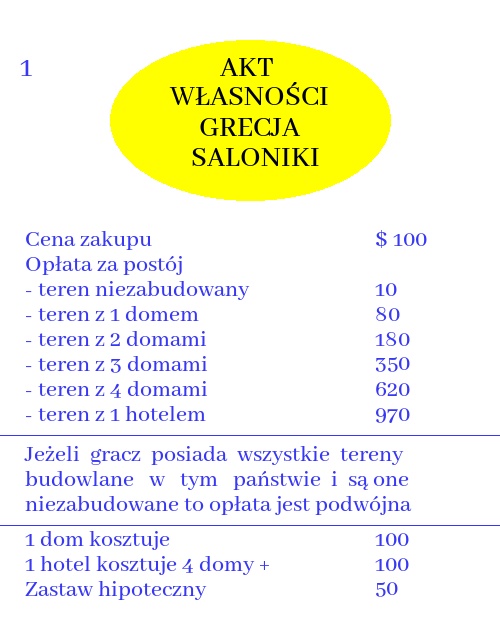 1
AKT
WŁASNOŚCI
GRECJA
SALONIKI
Cena zakupu $ 100
Opłata za postój
- teren niezabudowany 10
- teren z 1 domem 80
- teren z 2 domami 180
- teren z 3 domami 350
- teren z 4 domami 620
- teren z 1 hotelem 970
Jeżeli gracz posiada wszystkie tereny
budowlane w tym państwie i są one
niezabudowane to opłata jest podwójna
1 dom kosztuje 100
1 hotel kosztuje 4 domy + 100
Zastaw hipoteczny 50